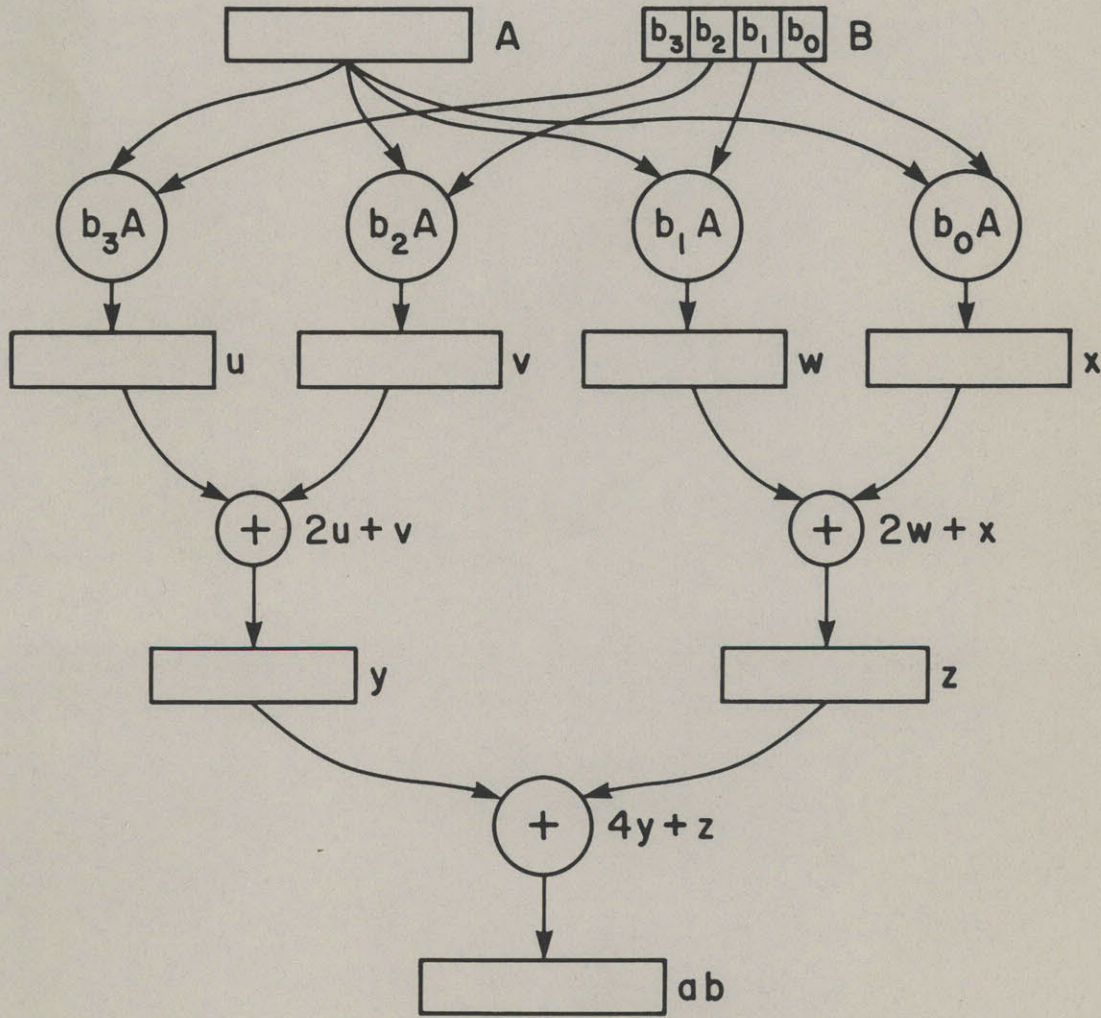 A b₃ b₂ b₁ b₀ B
b₃A b₂A b₁A b₀A
u v w x
+ 2u + v + 2w + x
y z
+ 4y + z
ab